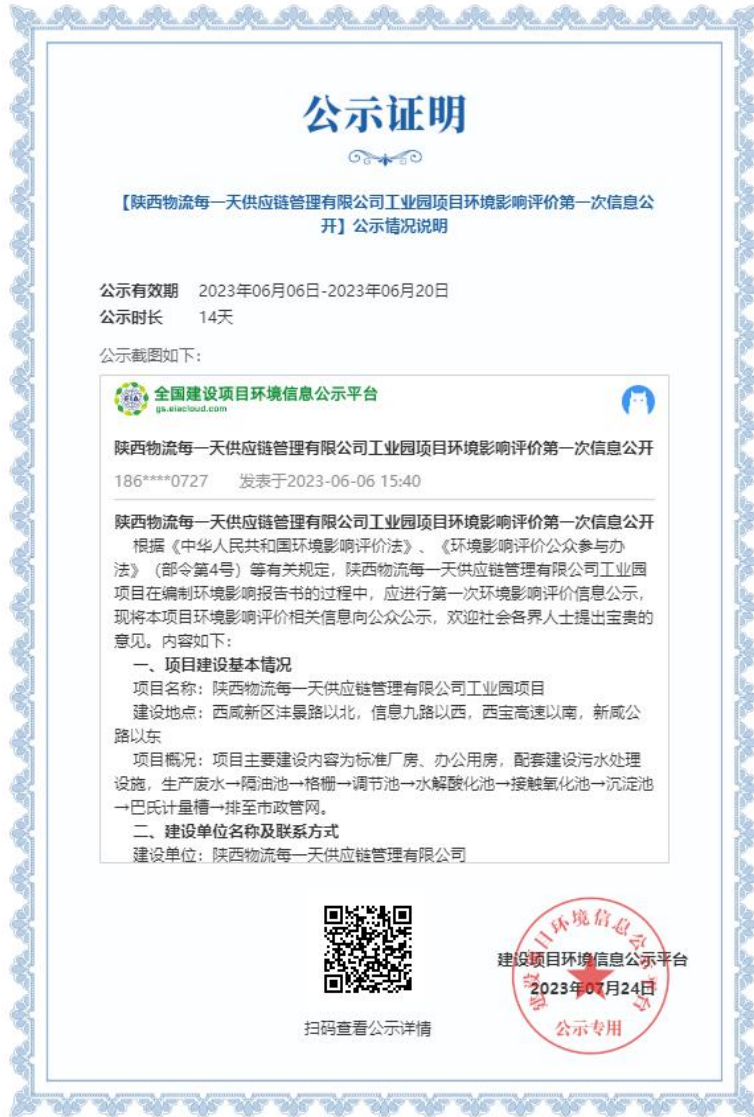 公示证明
【陕西物流每一天供应链管理有限公司工业园项目环境影响评价第一次信息公
开】公示情况说明
公示有效期 2023年06月06日-2023年06月20日
公示时长 14天
公示截图如下：
EIA
全国建设项目环境信息公示平台
gs.eiacloud.com
陕西物流每一天供应链管理有限公司工业园项目环境影响评价第一次信息公开
186****0727 发表于2023-06-06 15:40
陕西物流每一天供应链管理有限公司工业园项目环境影响评价第一次信息公开
根据《中华人民共和国环境影响评价法》、《环境影响评价公众参与办
法》（部令第4号）等有关规定，陕西物流每一天供应链管理有限公司工业园
项目在编制环境影响报告书的过程中，应进行第一次环境影响评价信息公示，
现将本项目环境影响评价相关信息向公众公示，欢迎社会各界人士提出宝贵的
意见。内容如下：
一、项目建设基本情况
项目名称：陕西物流每一天供应链管理有限公司工业园项目
建设地点：西咸新区沣景路以北，信息九路以西，西宝高速以南，新咸公
路以东
项目概况：项目主要建设内容为标准厂房、办公用房，配套建设污水处理
设施，生产废水→隔油池→格栅→调节池→水解酸化池→接触氧化池→沉淀池
→巴氏计量槽→排至市政管网。
二、建设单位名称及联系方式
建设单位：陕西物流每一天供应链管理有限公司
扫码查看公示详情
建设项目环境信息公示平台
2023年07月24日
建设项目环境信息公示平台
公示专用